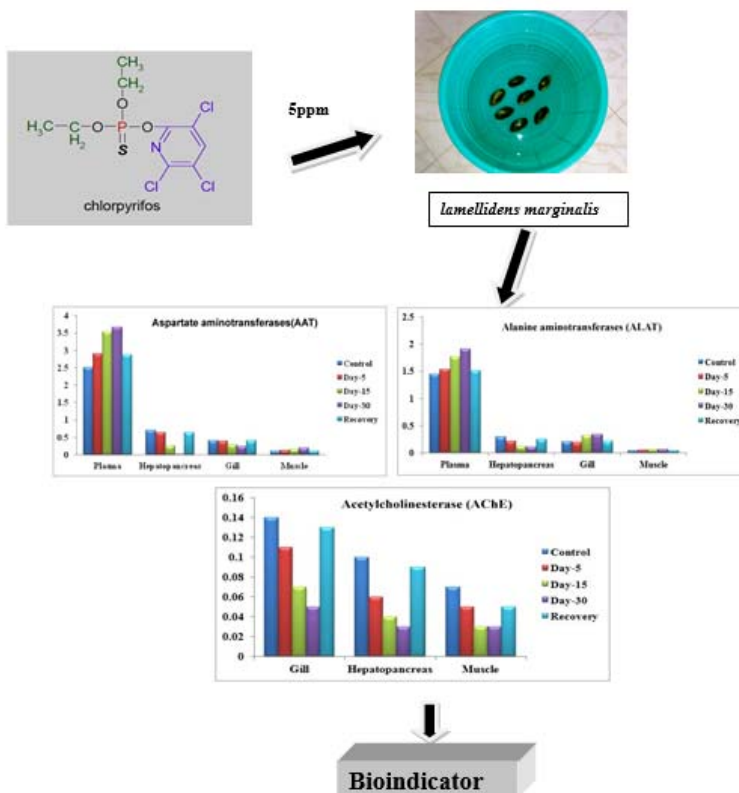 CH₃
CH₂
O
H₃C
C
H₂
O
P
O
S
N
Cl
Cl
Cl
chlorpyrifos
5ppm
lamellidens marginalis
Aspartate aminotransferases(AAT)
4
3.5
3
2.5
2
1.5
1
0.5
0
Control
Day-5
Day-15
Day-30
Recovery
Plasma Hepatopancreas Gill Muscle
Alanine aminotransferases (ALAT)
2.5
2
1.5
1
0.5
0
Control
Day-5
Day-15
Day-30
Recovery
Plasma Hepatopancreas Gill Muscle
Acetylcholinesterase (AChE)
0.16
0.14
0.12
0.1
0.08
0.06
0.04
0.02
0
Control
Day-5
Day-15
Day-30
Recovery
Gill Hepatopancreas Muscle
Bioindicator